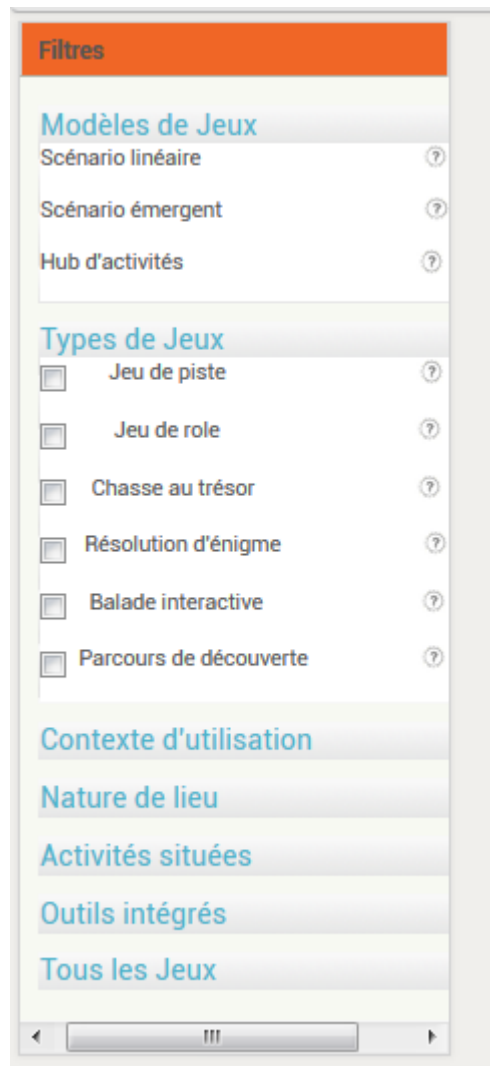 Filtres
Modèles de Jeux
Scénario linéaire ?
Scénario émergent ?
Hub d'activités ?
Types de Jeux
Jeu de piste ?
Jeu de role ?
Chasse au trésor ?
Résolution d'énigme ?
Balade interactive ?
Parcours de découverte ?
Contexte d'utilisation
Nature de lieu
Activités situées
Outils intégrés
Tous les Jeux